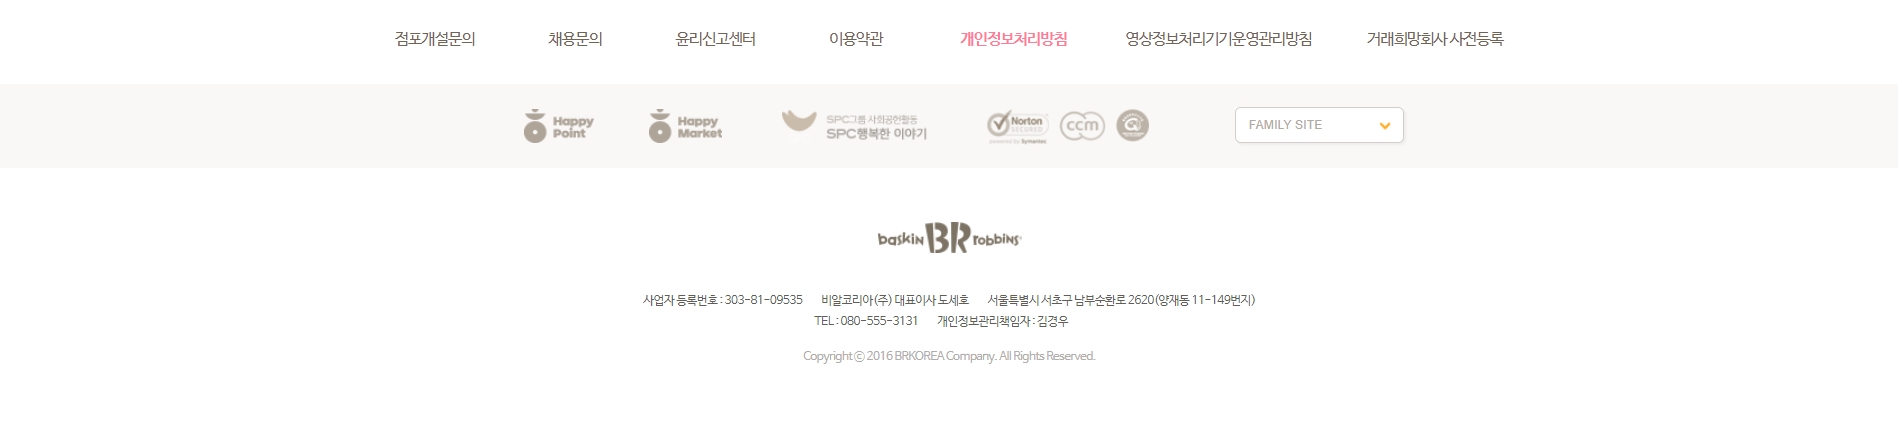 점포개설문의 채용문의 윤리신고센터 이용약관 개인정보처리방침 영상정보처리기기운영관리방침 거래희망회사 사전등록
Happy Point
Happy Market
SPC그룹 사회공헌활동
SPC행복한 이야기
Norton
SECURED
powered by Symantec
ccm
FAMILY SITE
baskin BR robbins
사업자 등록번호 : 303-81-09535 비알코리아(주) 대표이사 도세호 서울특별시 서초구 남부순환로 2620(양재동 11-149번지)
TEL : 080-555-3131 개인정보관리책임자 : 김경우
Copyright ⓒ 2016 BRKOREA Company. All Rights Reserved.